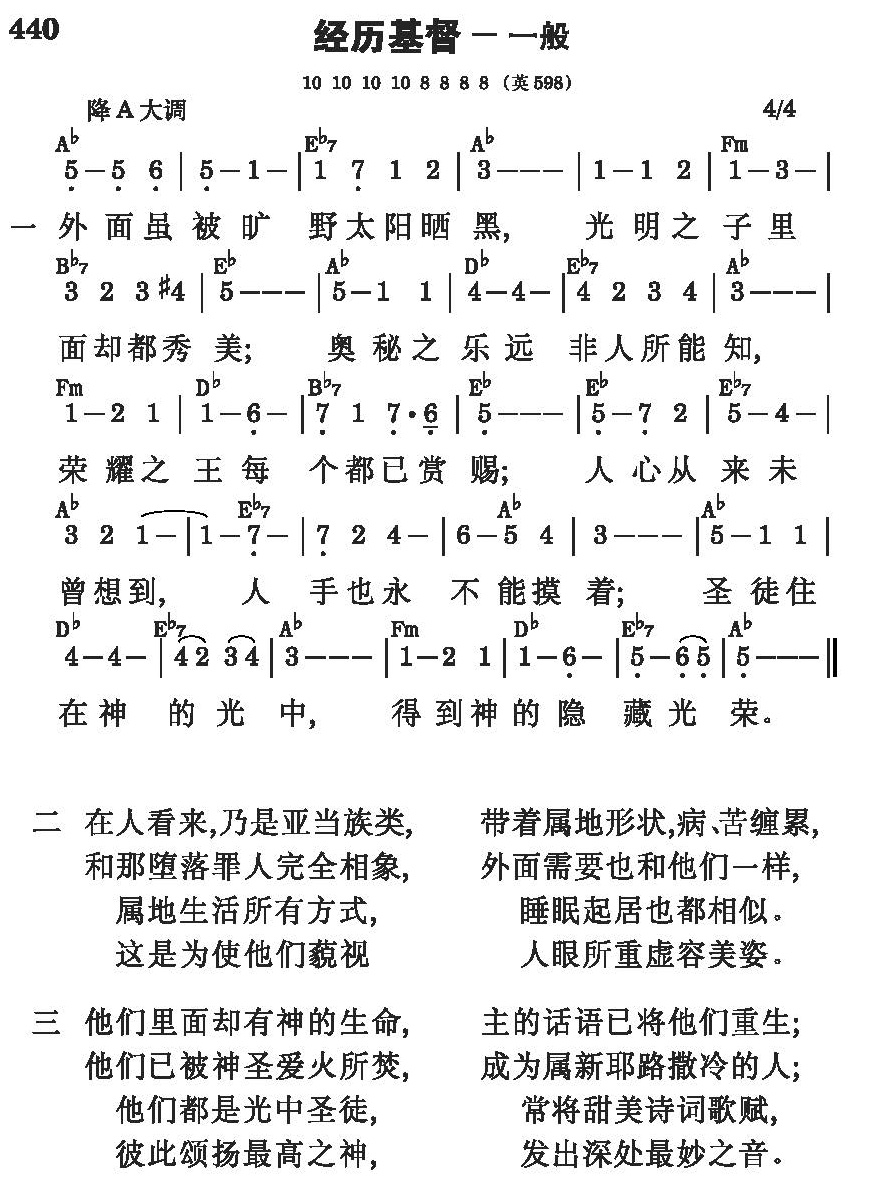 440 经历基督－一般
10 10 10 10 8 8 8 8 (英598)
降A大调 4/4
A♭ E♭7 A♭ Fm
5－5 6 | 5－1－ | 1 7 1 2 | 3－－－ | 1－1 2 | 1－3－ |
一 外面虽被旷 野太阳晒黑, 光明之子里
B♭7 E♭ A♭ D♭ E♭7 A♭
3 2 3 #4 | 5－－－ | 5－1 1 | 4－4－ | 4 2 3 4 | 3－－－ |
面却都秀美; 奥秘之乐远 非人所能知,
Fm D♭ B♭7 E♭ E♭ E♭7
1－2 1 | 1－6－ | 7 1 7·6 | 5－－－ | 5－7 2 | 5－4－ |
荣耀之王每 个都已赏赐; 人心从来未
A♭ E♭7 A♭ A♭
3 2 1－ | 1－7－ | 7 2 4－ | 6－5 4 | 3－－－ | 5－1 1 |
曾想到, 人 手也永 不能摸着; 圣徒住
D♭ E♭7 A♭ Fm D♭ E♭7 A♭
4－4－ | 42 34 | 3－－－ | 1－2 1 | 1－6－ | 5－65 | 5－－－ ‖
在神 的光中, 得到神的隐 藏光荣。
二 在人看来,乃是亚当族类, 带着属地形状,病、苦缠累,
和那堕落罪人完全相象, 外面需要也和他们一样,
属地生活所有方式, 睡眠起居也都相似。
这是为使他们藐视 人眼所重虚容美姿。
三 他们里面却有神的生命, 主的话语已将他们重生;
他们已被神圣爱火所焚, 成为属新耶路撒冷的人;
他们都是光中圣徒, 常将甜美诗词歌赋,
彼此颂扬最高之神, 发出深处最妙之音。